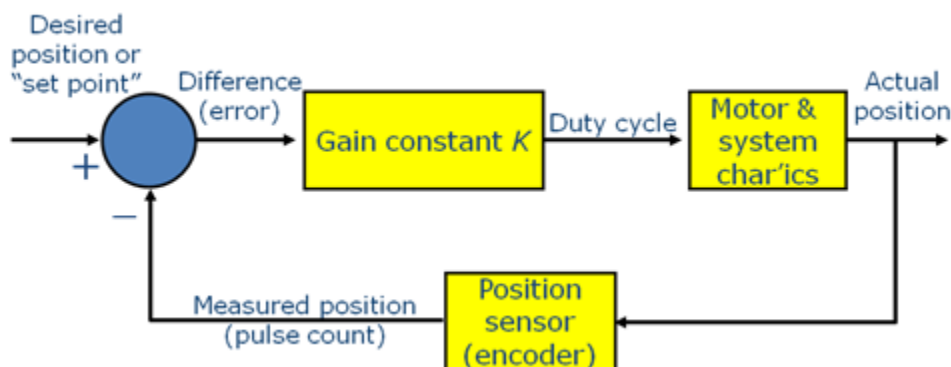 Desired
position or
“set point”
+
−
Difference
(error)
Gain constant K
Duty cycle
Motor &
system
char’ics
Actual
position
Measured position
(pulse count)
Position
sensor
(encoder)